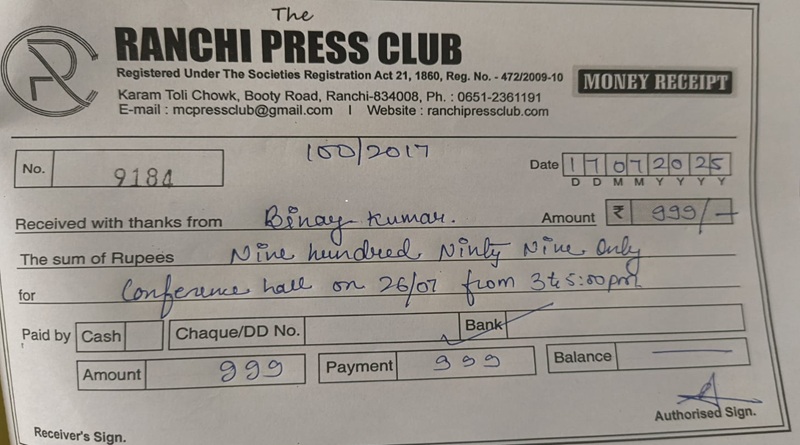 The
RANCHI PRESS CLUB
Registered Under The Societies Registration Act 21, 1860, Reg. No. - 472/2009-10
MONEY RECEIPT
Karam Toli Chowk, Booty Road, Ranchi-834008, Ph. : 0651-2361191
E-mail : mcpressclub@gmail.com I Website : ranchipressclub.com
100/2017
No. 9184
Date 17072025
D D M M Y Y Y Y
Received with thanks from Binay Kumar. Amount ₹ 999/-
The sum of Rupees Nine hundred Ninty Nine Only
for Conference hall on 26/07 from 3 to 5:00 pm
Paid by Cash Chaque/DD No. Bank
Amount 999 Payment 999 Balance
Authorised Sign.
Receiver's Sign.